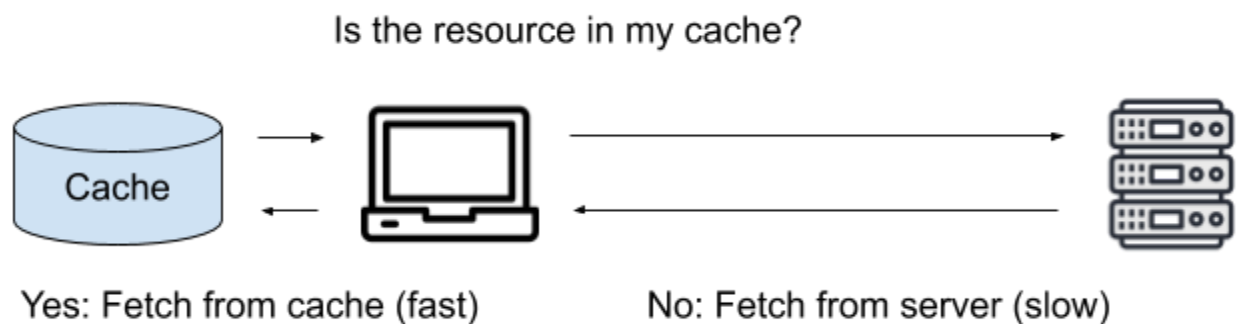 Is the resource in my cache?
Cache
Yes: Fetch from cache (fast)
No: Fetch from server (slow)